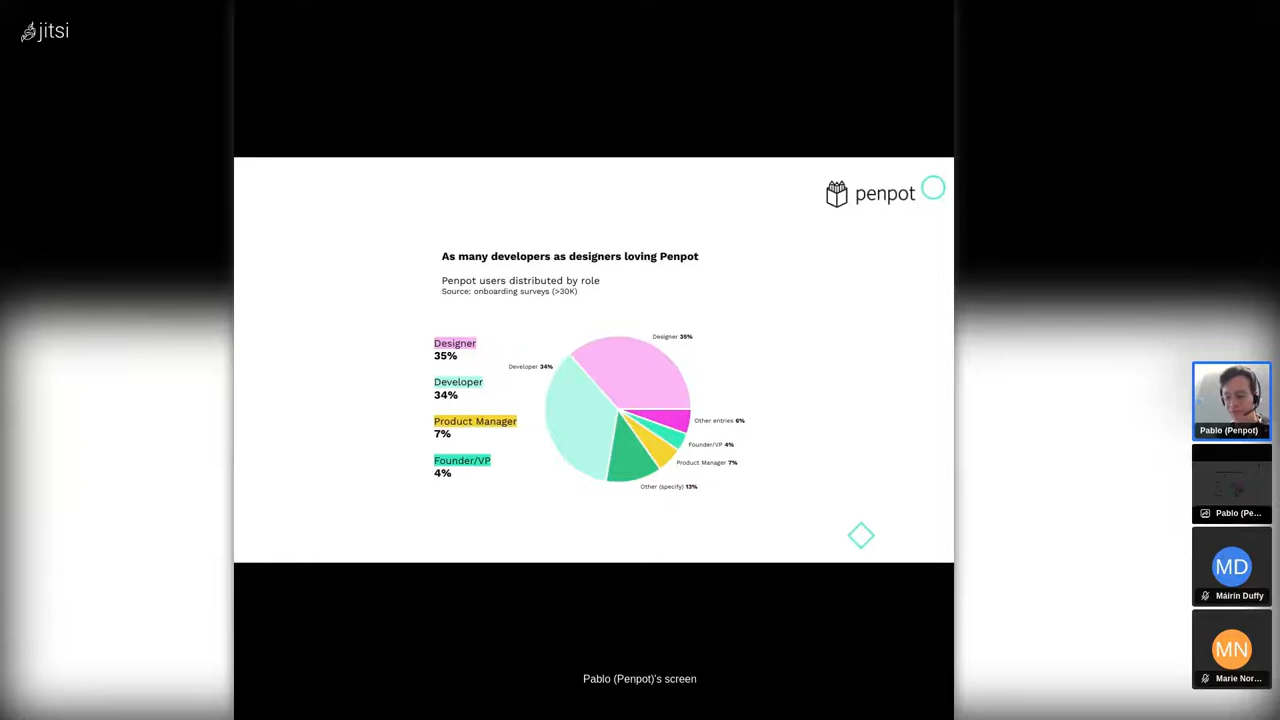 jitsi
penpot
As many developers as designers loving Penpot
Penpot users distributed by role
Source: onboarding surveys (>30K)
Designer
35%
Developer
34%
Product Manager
7%
Founder/VP
4%
Designer 35%
Developer 34%
Other entries 6%
Founder/VP 4%
Product Manager 7%
Other (specify) 13%
Pablo (Penpot)
Pablo (Pe...
MD
Máirín Duffy
MN
Marie Nor...
Pablo (Penpot)'s screen